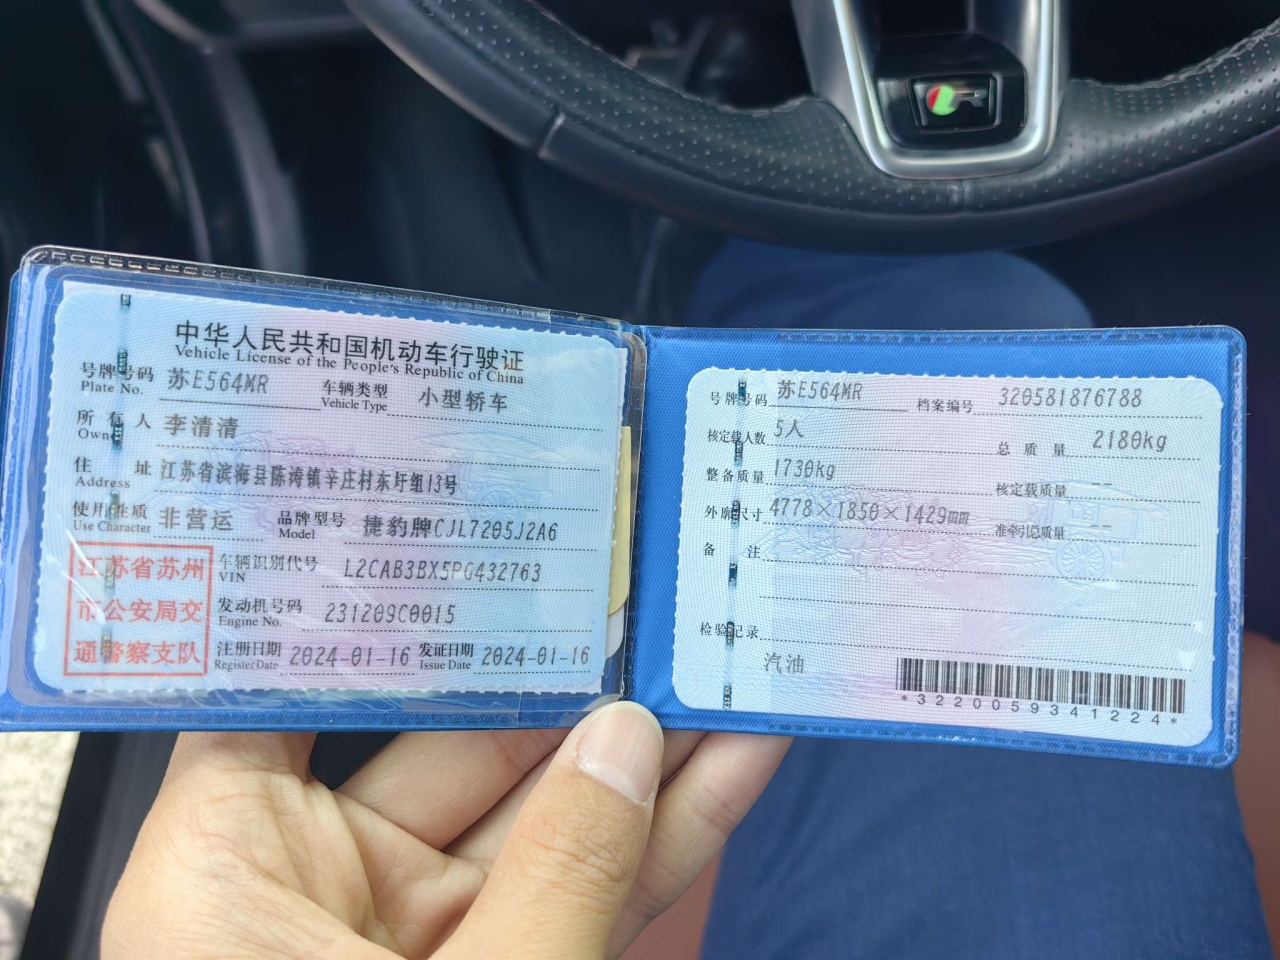 中华人民共和国机动车行驶证
Vehicle License of the People's Republic of China
号牌号码 苏E564MR 车辆类型 小型轿车
Plate No. Vehicle Type
所有人 李清清
Owner
住址 江苏省滨海县陈涛镇辛庄村东圩组13号
Address
使用性质 非营运 品牌型号 捷豹牌CJL7205J2A6
Use Character Model
江苏省苏州
市公安局交
通警察支队
车辆识别代号 L2CAB3BX5PG432763
VIN
发动机号码 231209C0015
Engine No.
注册日期 2024-01-16 发证日期 2024-01-16
Register Date Issue Date
号牌号码 苏E564MR 档案编号 320581876788
核定载人数 5人 总质量 2180kg
整备质量 1730kg 核定载质量 --
外廓尺寸 4778×1850×1429mm 准牵引总质量 --
备注
检验记录
汽油
*3220059341224*
R